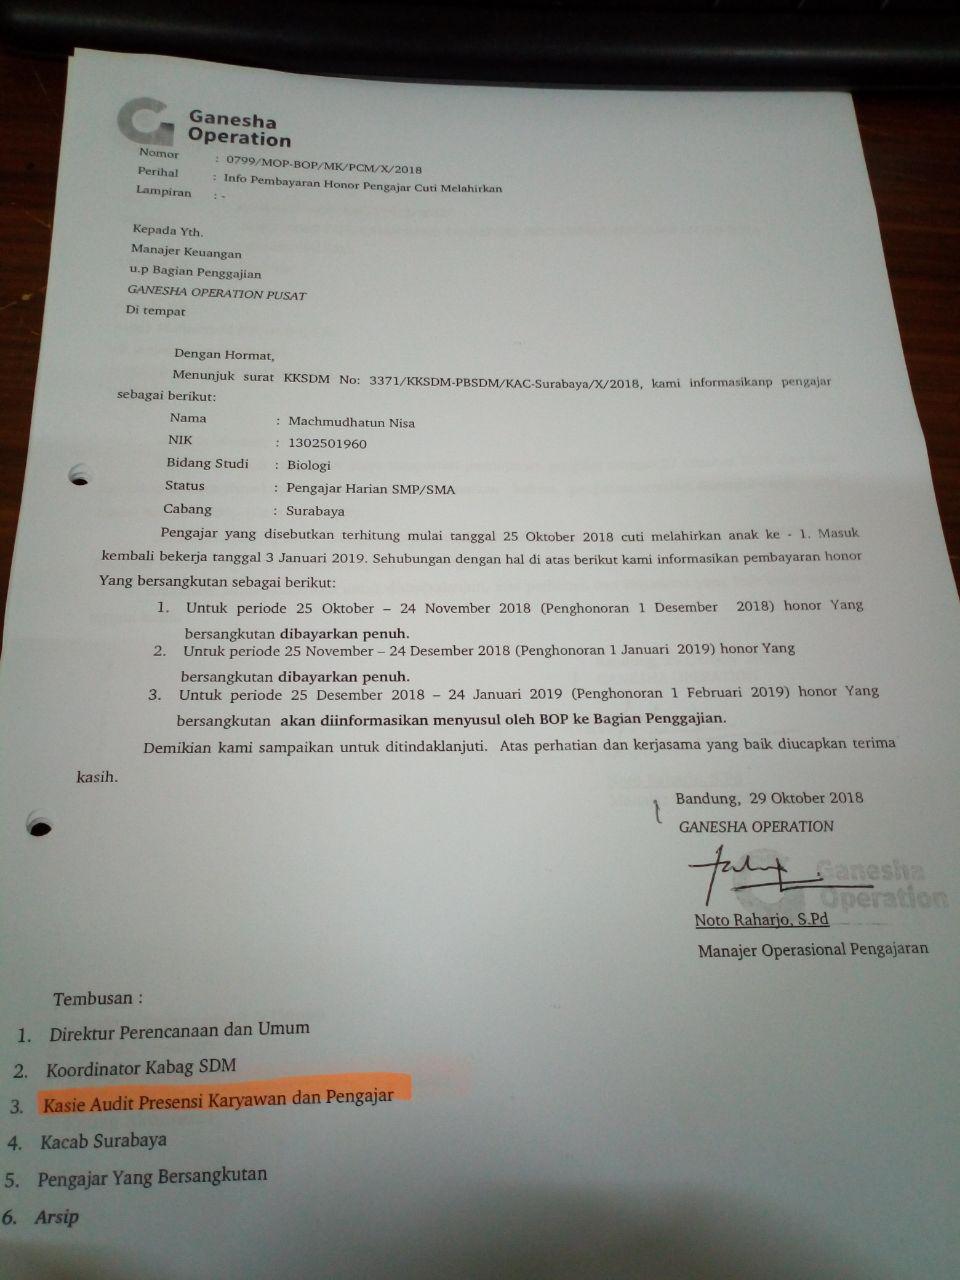 Ganesha
Operation
Nomor : 0799/MOP-BOP/MK/PCM/X/2018
Perihal : Info Pembayaran Honor Pengajar Cuti Melahirkan
Lampiran : -
Kepada Yth.
Manajer Keuangan
u.p Bagian Penggajian
GANESHA OPERATION PUSAT
Di tempat
Dengan Hormat,
Menunjuk surat KKSDM No: 3371/KKSDM-PBSDM/KAC-Surabaya/X/2018, kami informasikanp pengajar
sebagai berikut:
Nama : Machmudhatun Nisa
NIK : 1302501960
Bidang Studi : Biologi
Status : Pengajar Harian SMP/SMA
Cabang : Surabaya
Pengajar yang disebutkan terhitung mulai tanggal 25 Oktober 2018 cuti melahirkan anak ke - 1. Masuk
kembali bekerja tanggal 3 Januari 2019. Sehubungan dengan hal di atas berikut kami informasikan pembayaran honor
Yang bersangkutan sebagai berikut:
1. Untuk periode 25 Oktober – 24 November 2018 (Penghonoran 1 Desember 2018) honor Yang
bersangkutan dibayarkan penuh.
2. Untuk periode 25 November – 24 Desember 2018 (Penghonoran 1 Januari 2019) honor Yang
bersangkutan dibayarkan penuh.
3. Untuk periode 25 Desember 2018 – 24 Januari 2019 (Penghonoran 1 Februari 2019) honor Yang
bersangkutan akan diinformasikan menyusul oleh BOP ke Bagian Penggajian.
Demikian kami sampaikan untuk ditindaklanjuti. Atas perhatian dan kerjasama yang baik diucapkan terima
kasih.
Bandung, 29 Oktober 2018
GANESHA OPERATION
Ganesha
Operation
Noto Raharjo, S.Pd
Manajer Operasional Pengajaran
Tembusan :
1. Direktur Perencanaan dan Umum
2. Koordinator Kabag SDM
3. Kasie Audit Presensi Karyawan dan Pengajar
4. Kacab Surabaya
5. Pengajar Yang Bersangkutan
6. Arsip